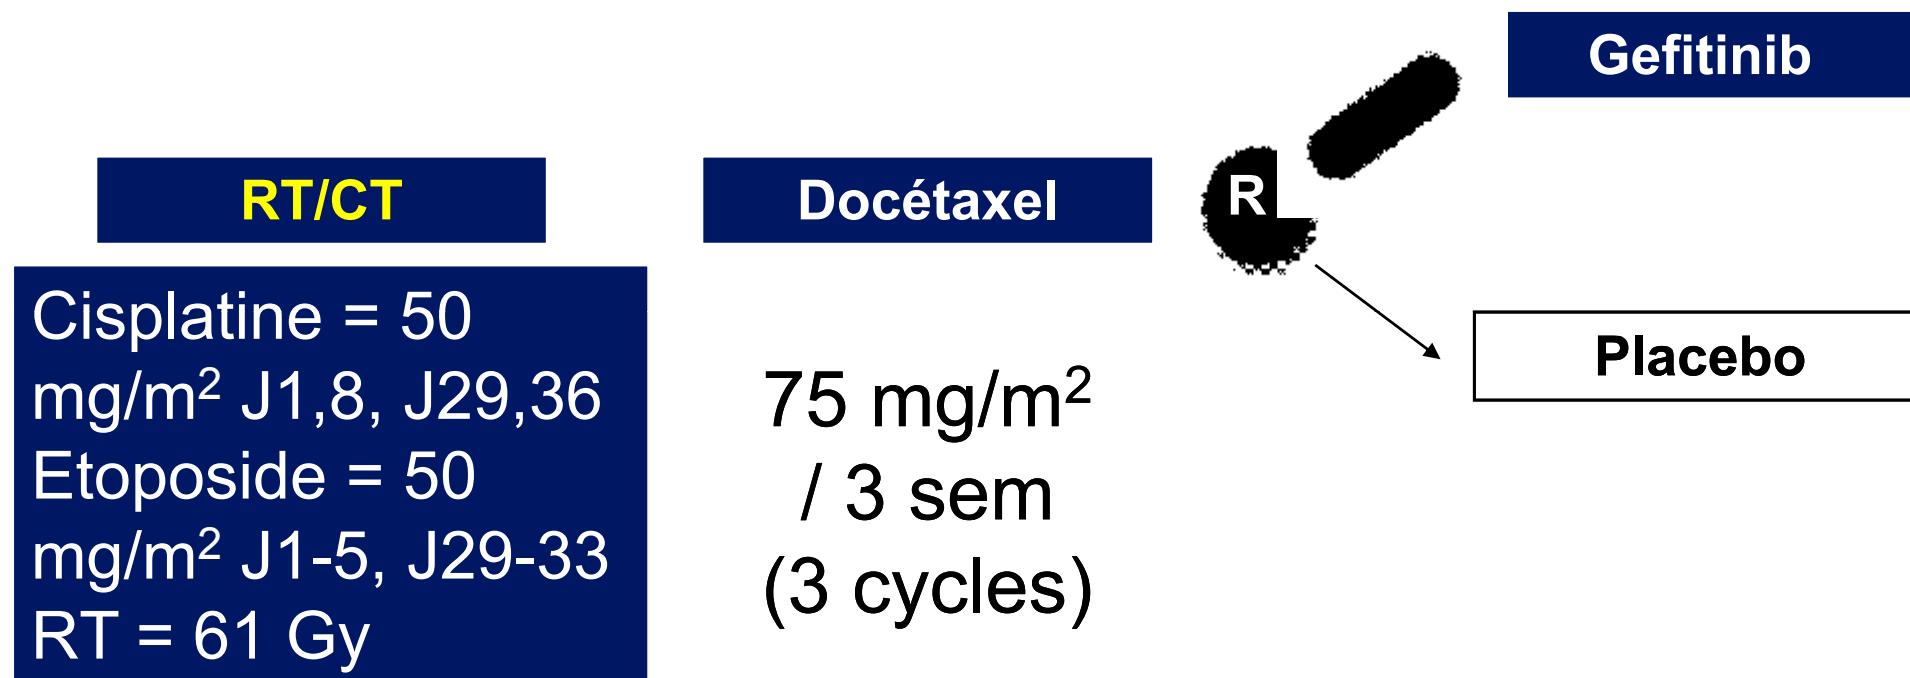 RT/CT
Cisplatine = 50
mg/m² J1,8, J29,36
Etoposide = 50
mg/m² J1-5, J29-33
RT = 61 Gy
Docétaxel
75 mg/m²
/ 3 sem
(3 cycles)
R
Gefitinib
Placebo